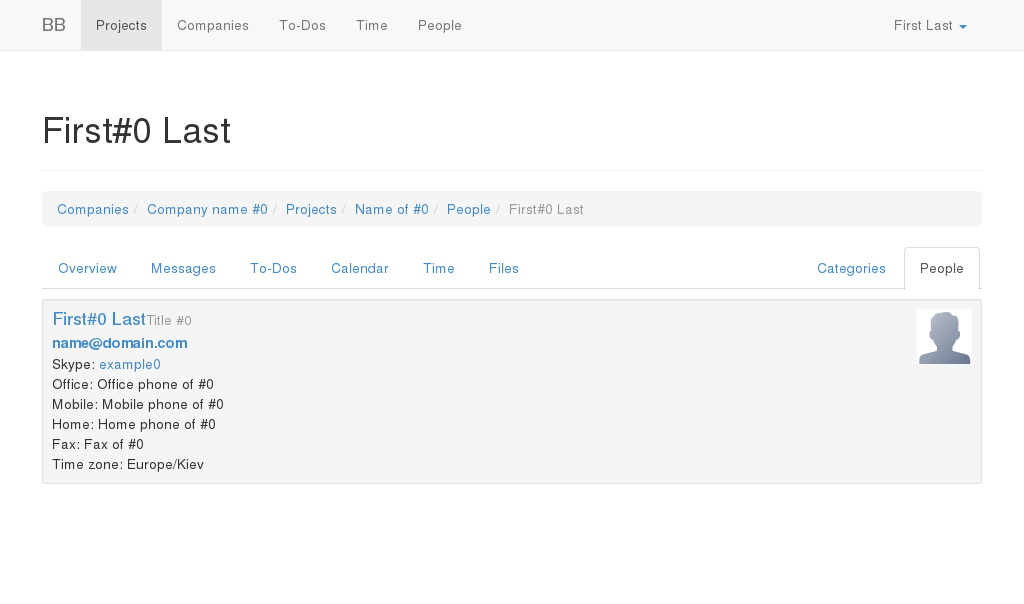 BB Projects Companies To-Dos Time People First Last
First#0 Last
Companies / Company name #0 / Projects / Name of #0 / People / First#0 Last
Overview Messages To-Dos Calendar Time Files Categories People
First#0 LastTitle #0
name@domain.com
Skype: example0
Office: Office phone of #0
Mobile: Mobile phone of #0
Home: Home phone of #0
Fax: Fax of #0
Time zone: Europe/Kiev